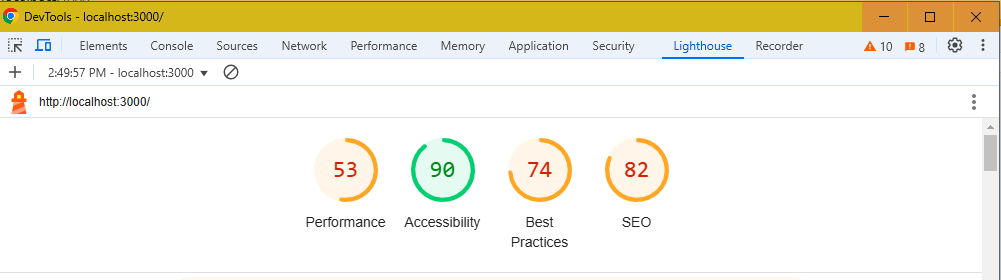 DevTools - localhost:3000/
Elements Console Sources Network Performance Memory Application Security Lighthouse Recorder 10 8
2:49:57 PM - localhost:3000
http://localhost:3000/
53 90 74 82
Performance Accessibility Best Practices SEO